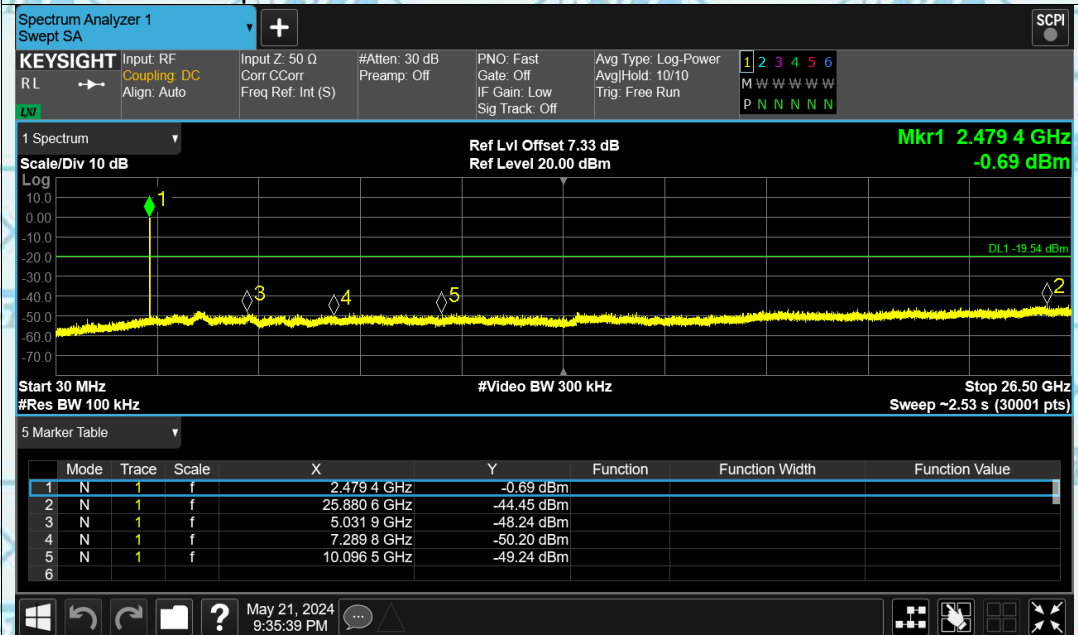 Spectrum Analyzer 1
Swept SA
+
SCPI
KEYSIGHT Input: RF Input Z: 50 Ω #Atten: 30 dB PNO: Fast Avg Type: Log-Power 1 2 3 4 5 6
RL Coupling: DC Corr CCorr Preamp: Off Gate: Off Avg|Hold: 10/10 M W W W W W
Align: Auto Freq Ref: Int (S) IF Gain: Low Trig: Free Run P N N N N N
LXI Sig Track: Off
1 Spectrum Ref Lvl Offset 7.33 dB Mkr1 2.479 4 GHz
Scale/Div 10 dB Ref Level 20.00 dBm -0.69 dBm
Log
10.0
1
0.00
-10.0
DL1 -19.54 dBm
-20.0
-30.0
3 4 5 2
-40.0
-50.0
-60.0
-70.0
Start 30 MHz #Video BW 300 kHz Stop 26.50 GHz
#Res BW 100 kHz Sweep ~2.53 s (30001 pts)
5 Marker Table
Mode Trace Scale X Y Function Function Width Function Value
1 N 1 f 2.479 4 GHz -0.69 dBm
2 N 1 f 25.880 6 GHz -44.45 dBm
3 N 1 f 5.031 9 GHz -48.24 dBm
4 N 1 f 7.289 8 GHz -50.20 dBm
5 N 1 f 10.096 5 GHz -49.24 dBm
6
? May 21, 2024
9:35:39 PM